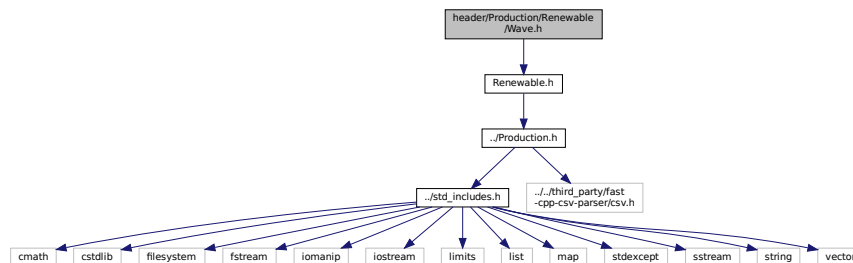 header/Production/Renewable
/Wave.h
Renewable.h
../Production.h
../std_includes.h
../../third_party/fast
-cpp-csv-parser/csv.h
cmath
cstdlib
filesystem
fstream
iomanip
iostream
limits
list
map
stdexcept
sstream
string
vector